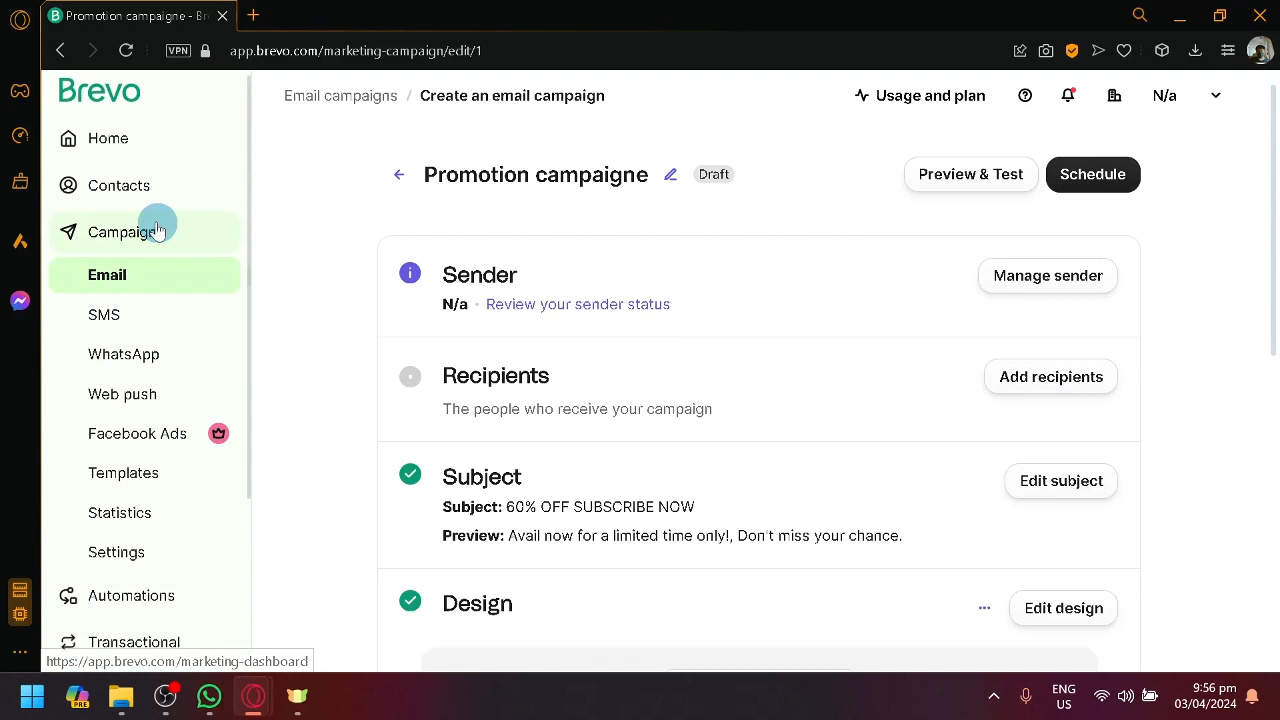 Promotion campaigne - Br
VPN
app.brevo.com/marketing-campaign/edit/1
Brevo
Email campaigns / Create an email campaign
Usage and plan
N/a
Home
Contacts
Campaigns
Email
SMS
WhatsApp
Web push
Facebook Ads
Templates
Statistics
Settings
Automations
Transactional
https://app.brevo.com/marketing-dashboard
Promotion campaigne
Draft
Preview & Test
Schedule
Sender
N/a • Review your sender status
Manage sender
Recipients
The people who receive your campaign
Add recipients
Subject
Subject: 60% OFF SUBSCRIBE NOW
Preview: Avail now for a limited time only!, Don't miss your chance.
Edit subject
Design
Edit design
PRE
ENG
US
9:56 pm
03/04/2024